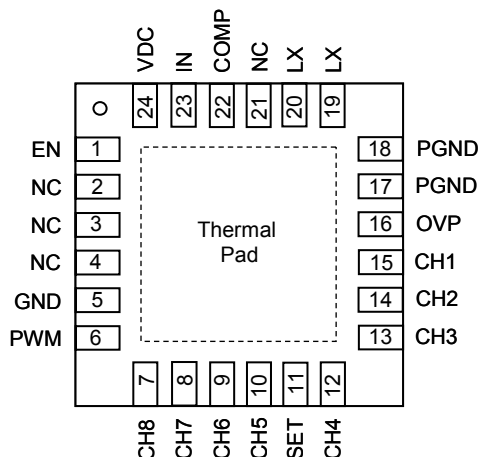 VDC IN COMP NC LX LX
24 23 22 21 20 19
EN 1 18 PGND
NC 2 17 PGND
NC 3 16 OVP
NC 4 15 CH1
GND 5 14 CH2
PWM 6 13 CH3
Thermal
Pad
7 8 9 10 11 12
CH8 CH7 CH6 CH5 SET CH4